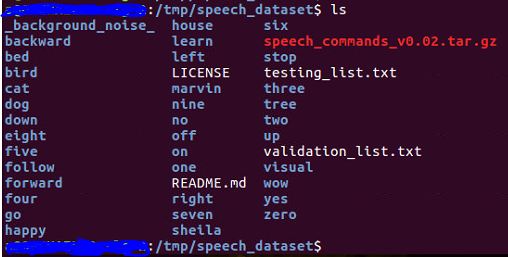 :/tmp/speech_dataset$ ls
_background_noise_ house six
backward learn speech_commands_v0.02.tar.gz
bed left stop
bird LICENSE testing_list.txt
cat marvin three
dog nine tree
down no two
eight off up
five on validation_list.txt
follow one visual
forward README.md wow
four right yes
go seven zero
happy sheila
:/tmp/speech_dataset$